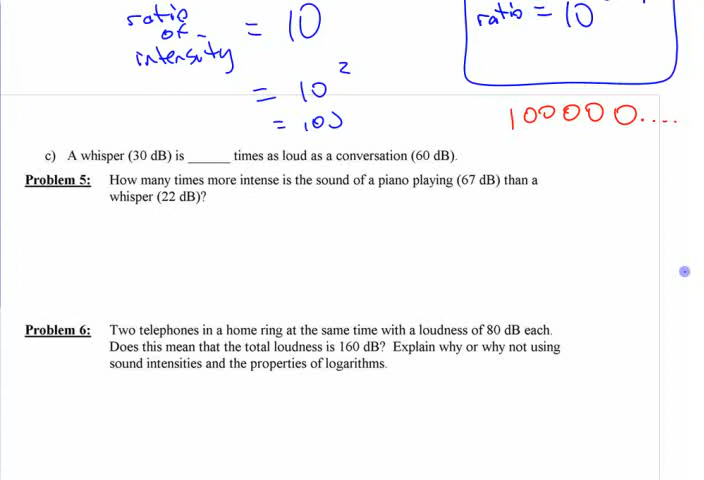 ratio
of
intensity = 10
= 10²
= 100
ratio = 10
100000....
c) A whisper (30 dB) is ______ times as loud as a conversation (60 dB).
Problem 5: How many times more intense is the sound of a piano playing (67 dB) than a
whisper (22 dB)?
Problem 6: Two telephones in a home ring at the same time with a loudness of 80 dB each.
Does this mean that the total loudness is 160 dB? Explain why or why not using
sound intensities and the properties of logarithms.